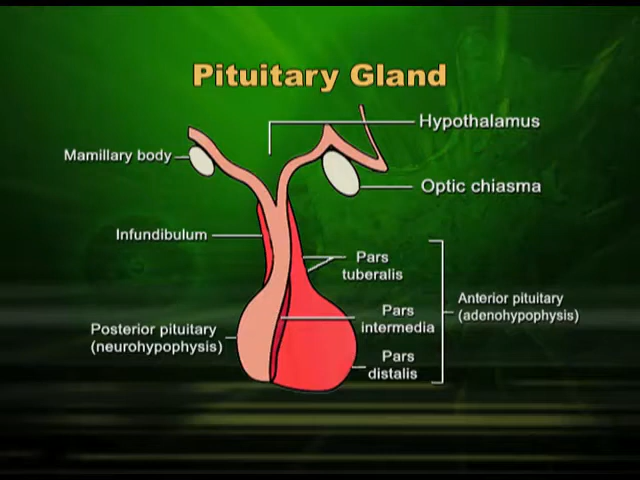 Pituitary Gland
Hypothalamus
Mamillary body
Optic chiasma
Infundibulum
Pars
tuberalis
Anterior pituitary
(adenohypophysis)
Pars
intermedia
Posterior pituitary
(neurohypophysis)
Pars
distalis